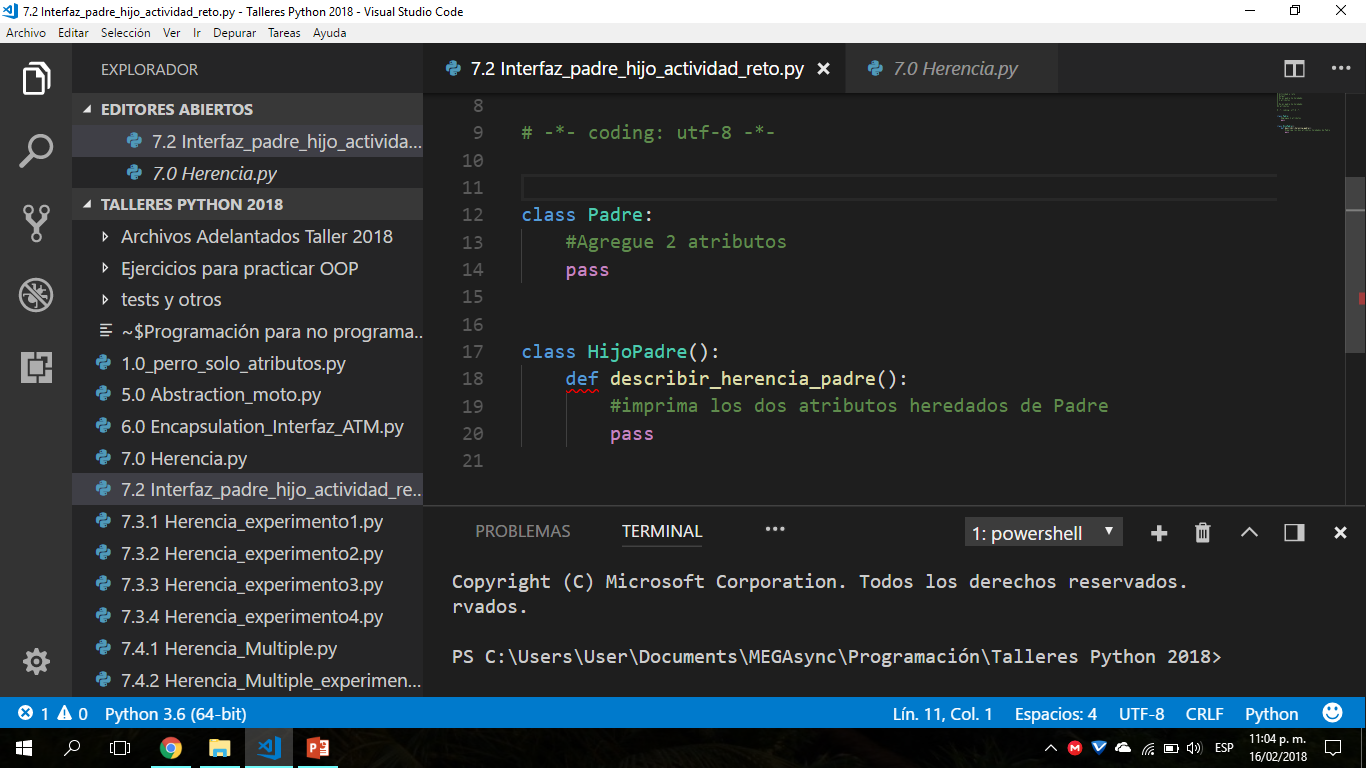 7.2 Interfaz_padre_hijo_actividad_reto.py - Talleres Python 2018 - Visual Studio Code
Archivo Editar Selección Ver Ir Depurar Tareas Ayuda
EXPLORADOR
EDITORES ABIERTOS
7.2 Interfaz_padre_hijo_activida...
7.0 Herencia.py
TALLERES PYTHON 2018
Archivos Adelantados Taller 2018
Ejercicios para practicar OOP
tests y otros
~$Programación para no programa...
1.0_perro_solo_atributos.py
5.0 Abstraction_moto.py
6.0 Encapsulation_Interfaz_ATM.py
7.0 Herencia.py
7.2 Interfaz_padre_hijo_actividad_re...
7.3.1 Herencia_experimento1.py
7.3.2 Herencia_experimento2.py
7.3.3 Herencia_experimento3.py
7.3.4 Herencia_experimento4.py
7.4.1 Herencia_Multiple.py
7.4.2 Herencia_Multiple_experimen...
7.2 Interfaz_padre_hijo_actividad_reto.py 7.0 Herencia.py
8
9 # -*- coding: utf-8 -*-
10
11
12 class Padre:
13 #Agregue 2 atributos
14 pass
15
16
17 class HijoPadre():
18 def describir_herencia_padre():
19 #imprima los dos atributos heredados de Padre
20 pass
21
PROBLEMAS TERMINAL ... 1: powershell
Copyright (C) Microsoft Corporation. Todos los derechos reservados.
rvados.
PS C:\Users\User\Documents\MEGAsync\Programación\Talleres Python 2018>
1 0 Python 3.6 (64-bit) Lín. 11, Col. 1 Espacios: 4 UTF-8 CRLF Python
ESP 11:04 p. m.
16/02/2018